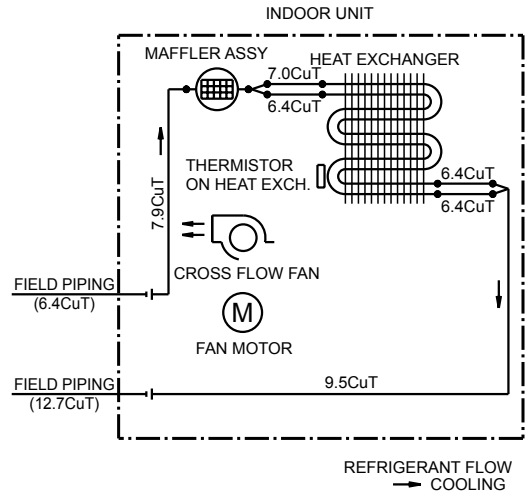 INDOOR UNIT
MAFFLER ASSY
HEAT EXCHANGER
7.0CuT
6.4CuT
THERMISTOR
ON HEAT EXCH.
6.4CuT
6.4CuT
7.9CuT
CROSS FLOW FAN
FIELD PIPING
(6.4CuT)
M
FAN MOTOR
FIELD PIPING
(12.7CuT)
9.5CuT
REFRIGERANT FLOW
COOLING